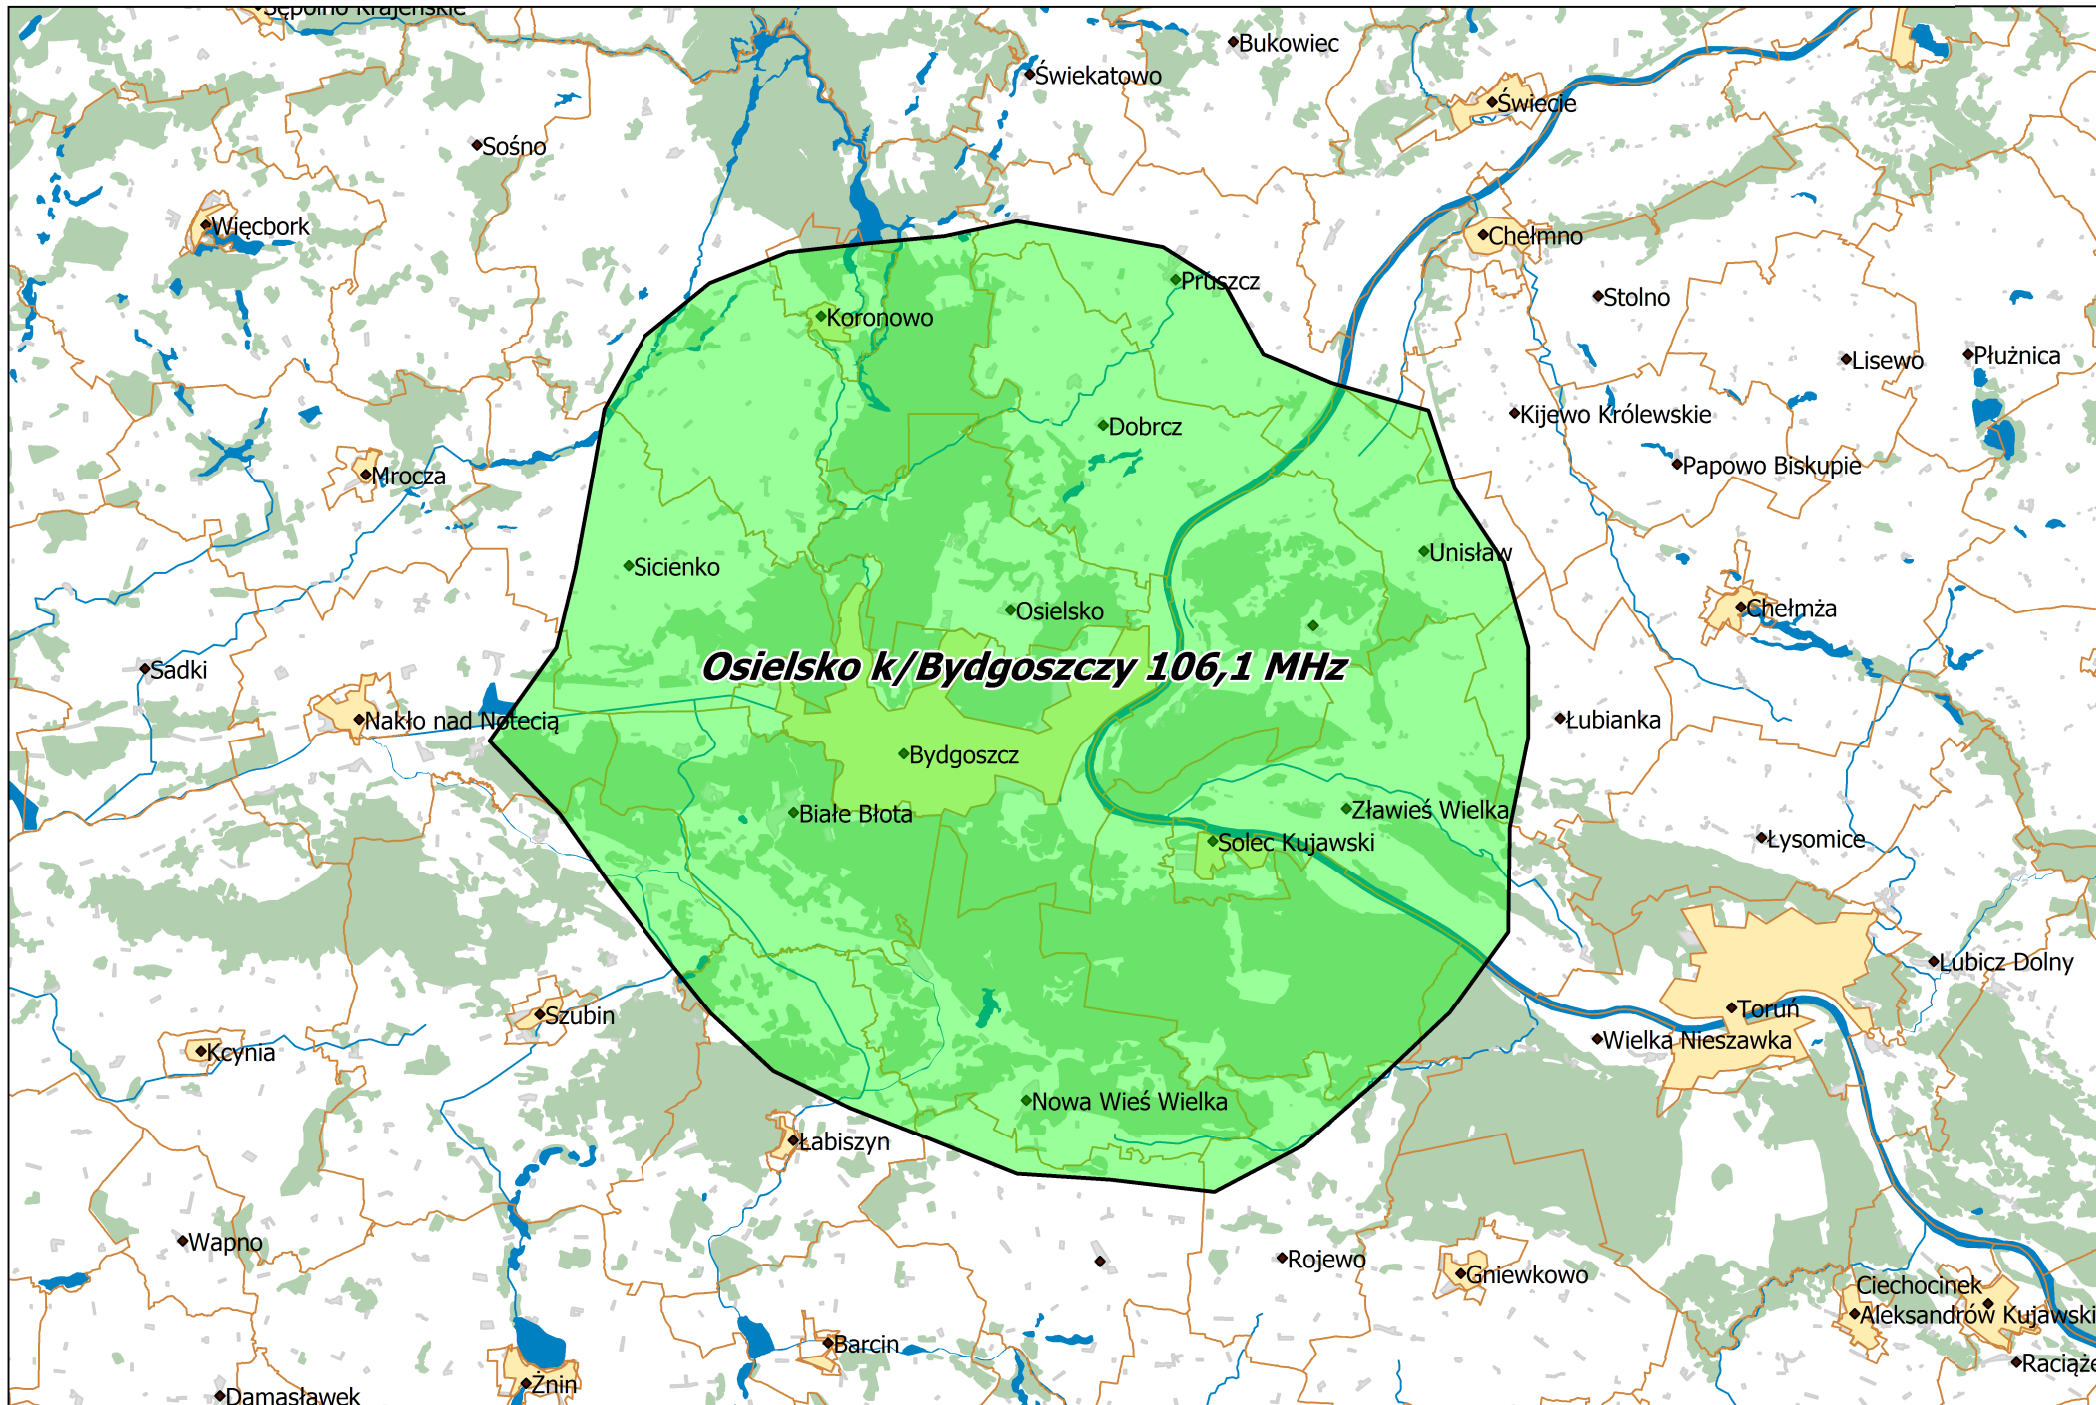 Sępólno Krajeńskie
Bukowiec
Świekatowo
Świecie
Sośno
Więcbork
Chełmno
Pruszcz
Stolno
Koronowo
Lisewo
Płużnica
Kijewo Królewskie
Dobrcz
Papowo Biskupie
Mrocza
Unisław
Sicienko
Osielsko
Chełmża
Osielsko k/Bydgoszczy 106,1 MHz
Sadki
Nakło nad Notecią
Łubianka
Bydgoszcz
Białe Błota
Zławieś Wielka
Solec Kujawski
Łysomice
Lubicz Dolny
Toruń
Szubin
Wielka Nieszawka
Kcynia
Nowa Wieś Wielka
Łabiszyn
Wapno
Rojewo
Gniewkowo
Ciechocinek
Aleksandrów Kujawski
Barcin
Raciąże
Żnin
Damasławek